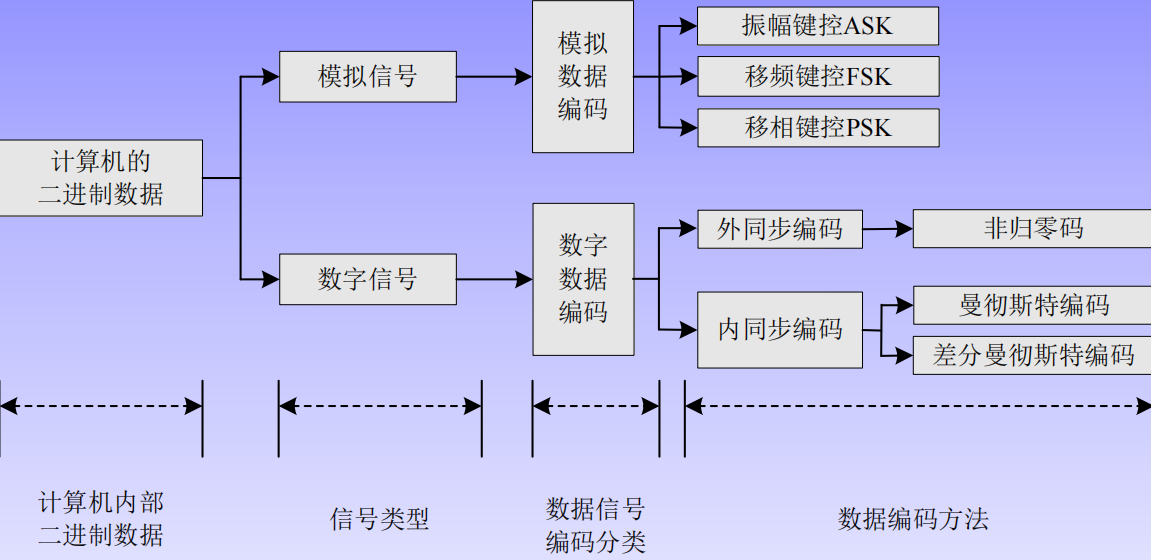 计算机的
二进制数据
模拟信号
数字信号
模拟
数据
编码
数字
数据
编码
振幅键控ASK
移频键控FSK
移相键控PSK
外同步编码
非归零码
内同步编码
曼彻斯特编码
差分曼彻斯特编码
计算机内部
二进制数据
信号类型
数据信号
编码分类
数据编码方法